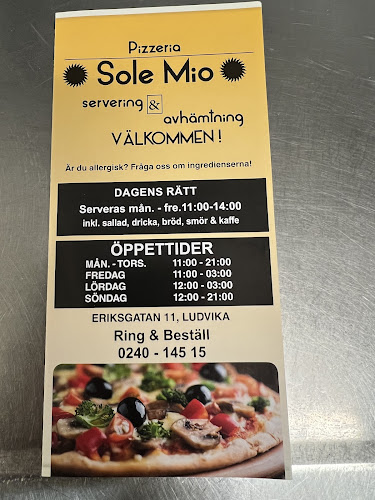 Pizzeria
Sole Mio
servering &
avhämtning
VÄLKOMMEN!
Är du allergisk? Fråga oss om ingredienserna!
DAGENS RÄTT
Serveras mån. - fre.11:00-14:00
inkl. sallad, dricka, bröd, smör & kaffe
ÖPPETTIDER
MÅN. - TORS. 11:00 - 21:00
FREDAG 11:00 - 03:00
LÖRDAG 12:00 - 03:00
SÖNDAG 12:00 - 21:00
ERIKSGATAN 11, LUDVIKA
Ring & Beställ
0240 - 145 15